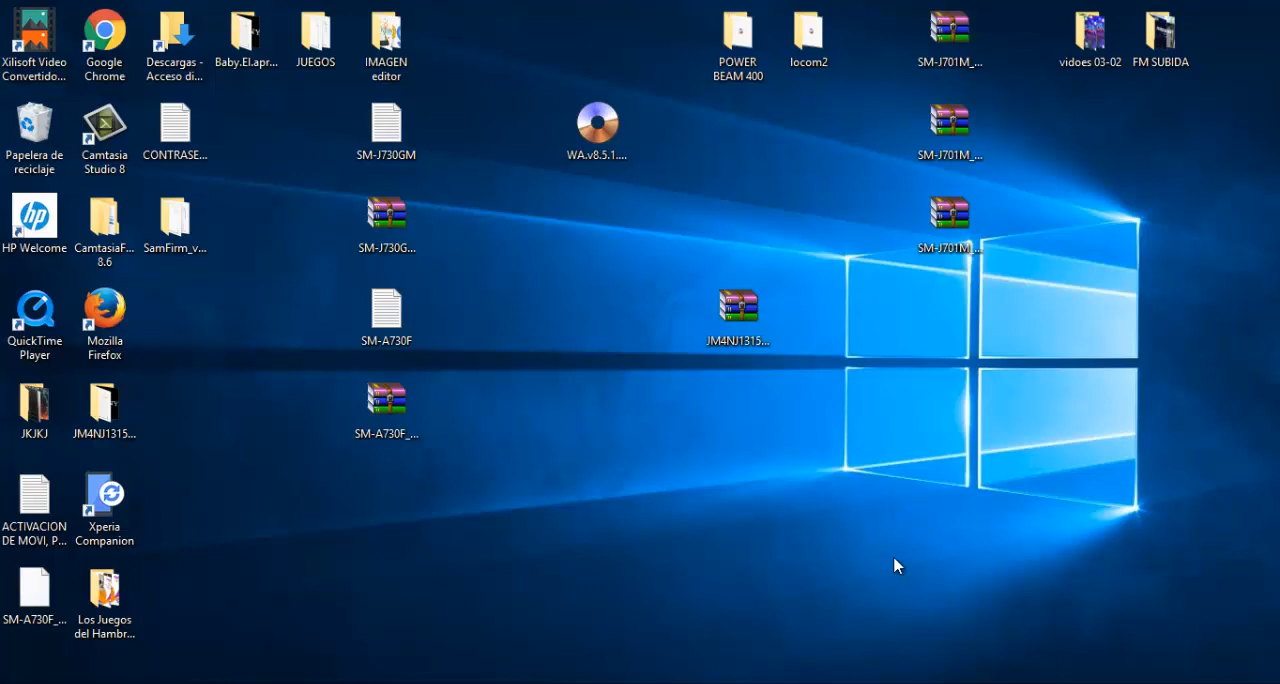 Xilisoft Video
Convertido...
Google
Chrome
Descargas -
Acceso di...
Baby.El.apr...
JUEGOS
IMAGEN
editor
POWER
BEAM 400
locom2
SM-J701M_...
vidoes 03-02
FM SUBIDA
Papelera de
reciclaje
Camtasia
Studio 8
CONTRASE...
SM-J730GM
WA.v8.5.1....
SM-J701M_...
hp
HP Welcome
CamtasiaF...
8.6
SamFirm_v...
SM-J730G...
SM-J701M_...
QuickTime
Player
Mozilla
Firefox
SM-A730F
JM4NJ1315...
JKJKJ
JM4NJ1315...
SM-A730F_...
ACTIVACION
DE MOVI, P...
Xperia
Companion
SM-A730F_...
Los Juegos
del Hambr...